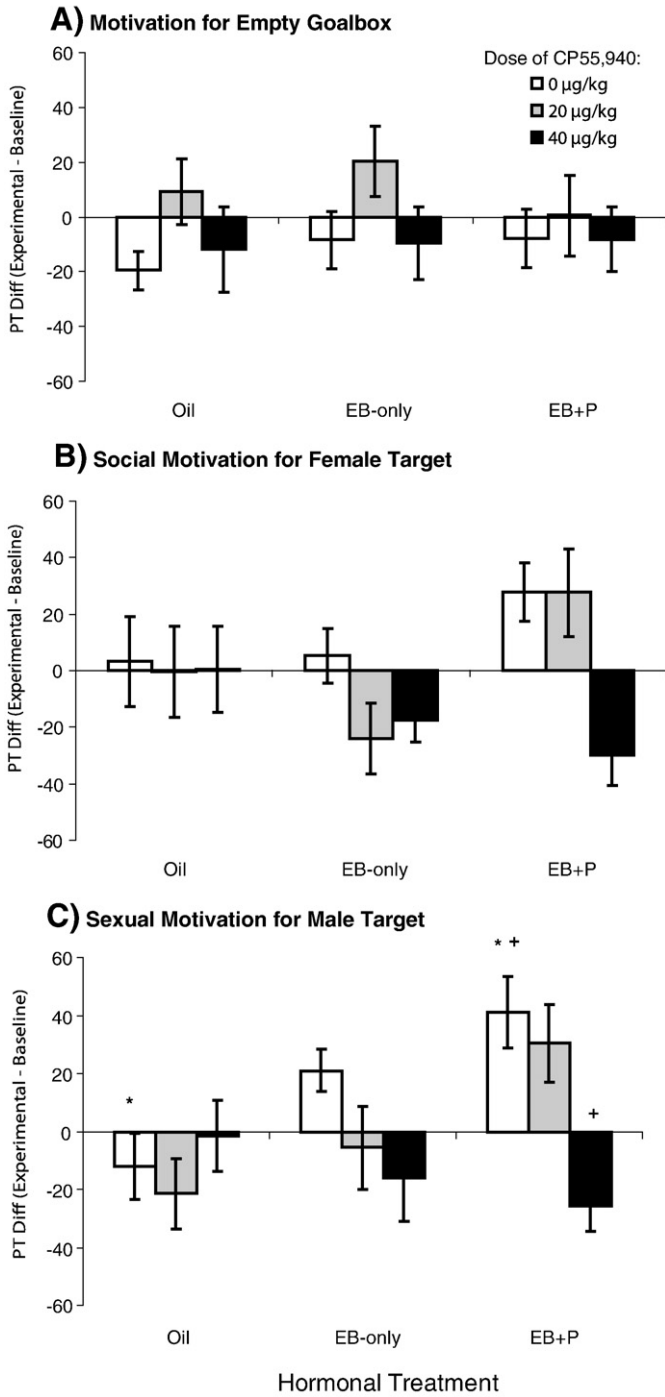 A) Motivation for Empty Goalbox
Dose of CP55,940:
0 µg/kg
20 µg/kg
40 µg/kg
PT Diff (Experimental - Baseline)
60
40
20
0
-20
-40
-60
Oil EB-only EB+P
B) Social Motivation for Female Target
PT Diff (Experimental - Baseline)
60
40
20
0
-20
-40
-60
Oil EB-only EB+P
C) Sexual Motivation for Male Target
PT Diff (Experimental - Baseline)
60
40
20
0
-20
-40
-60
* +
*
+
Oil EB-only EB+P
Hormonal Treatment